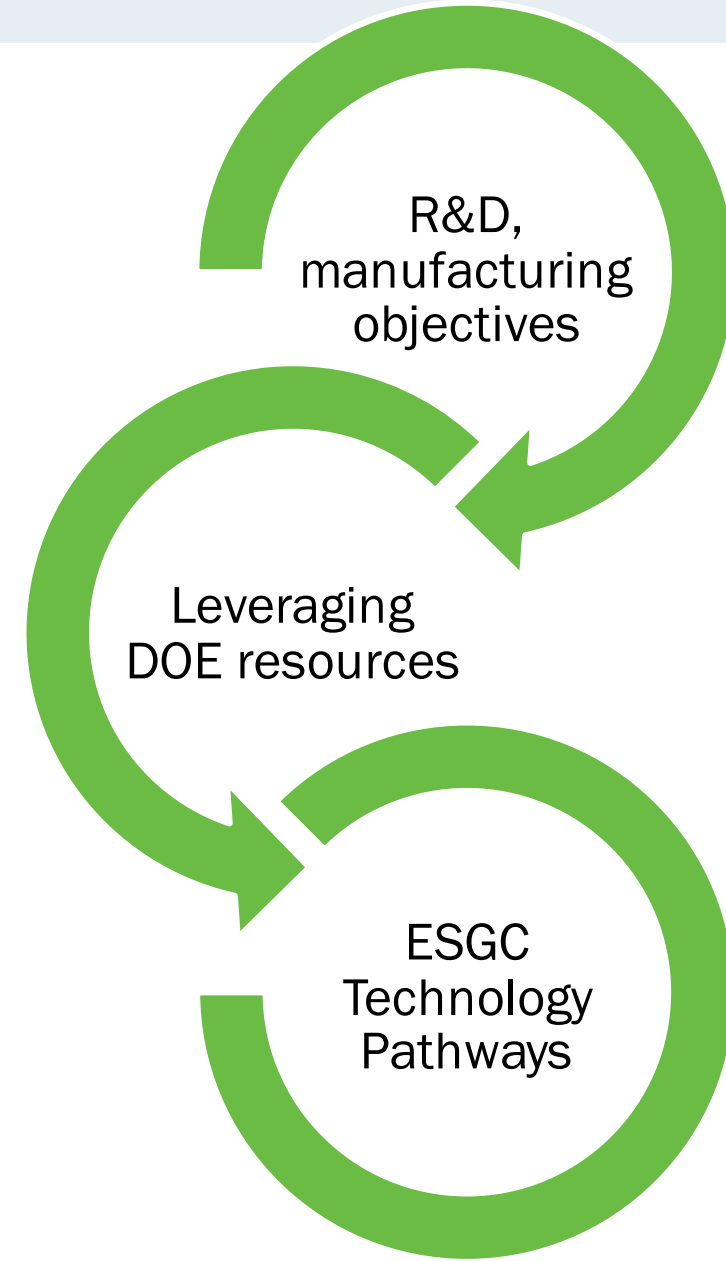 R&D,
manufacturing
objectives
Leveraging
DOE resources
ESGC
Technology
Pathways